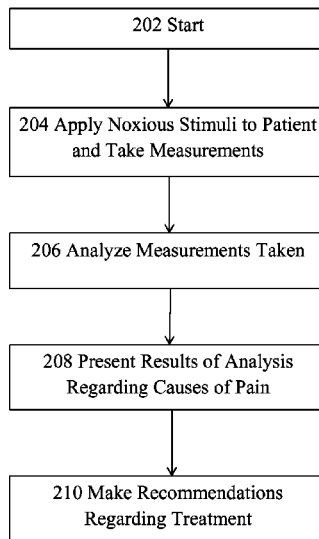 202 Start
204 Apply Noxious Stimuli to Patient
and Take Measurements
206 Analyze Measurements Taken
208 Present Results of Analysis
Regarding Causes of Pain
210 Make Recommendations
Regarding Treatment